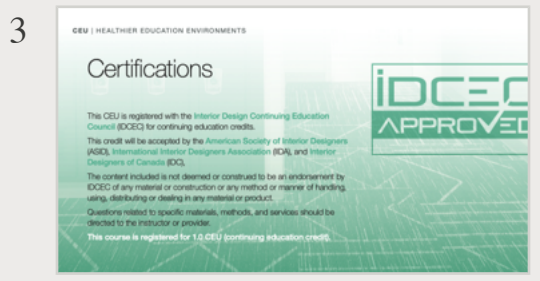 3
CEU | HEALTHIER EDUCATION ENVIRONMENTS
Certifications
IDCEC
APPROVED
This CEU is registered with the Interior Design Continuing Education
Council (IDCEC) for continuing education credits.
This credit will be accepted by the American Society of Interior Designers
(ASID), International Interior Designers Association (IIDA), and Interior
Designers of Canada (IDC),
The content included is not deemed or construed to be an endorsement by
IDCEC of any material or construction or any method or manner of handling,
using, distributing or dealing in any material or product.
Questions related to specific materials, methods, and services should be
directed to the instructor or provider.
This course is registered for 1.0 CEU (continuing education credit).